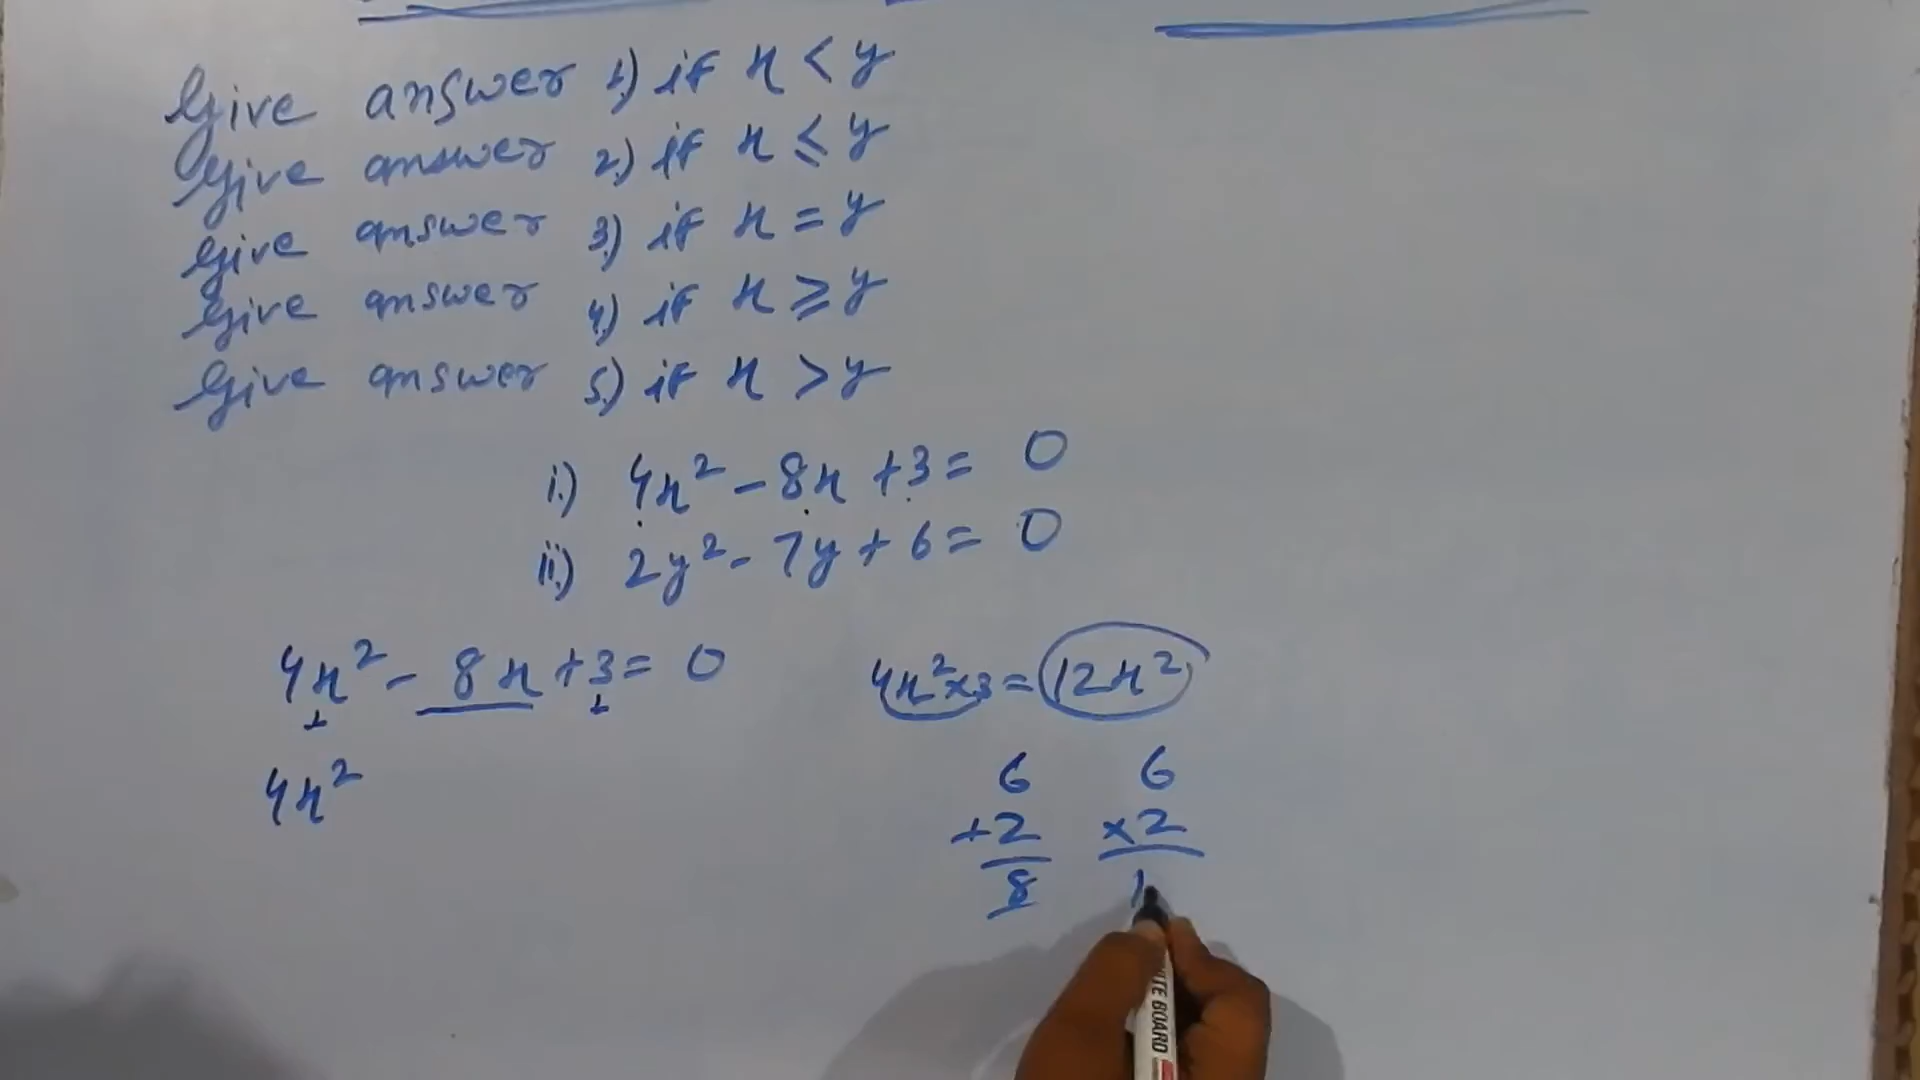 Give answer 1.) if x < y
Give answer 2.) if x ≤ y
Give answer 3.) if x = y
Give answer 4.) if x ≥ y
Give answer 5.) if x > y
i.) 4x² - 8x + 3 = 0
ii.) 2y² - 7y + 6 = 0
4x² - 8x + 3 = 0
4x²
4x² × 3 = 12x²
6 6
+2 ×2
8 1
WHITE BOARD